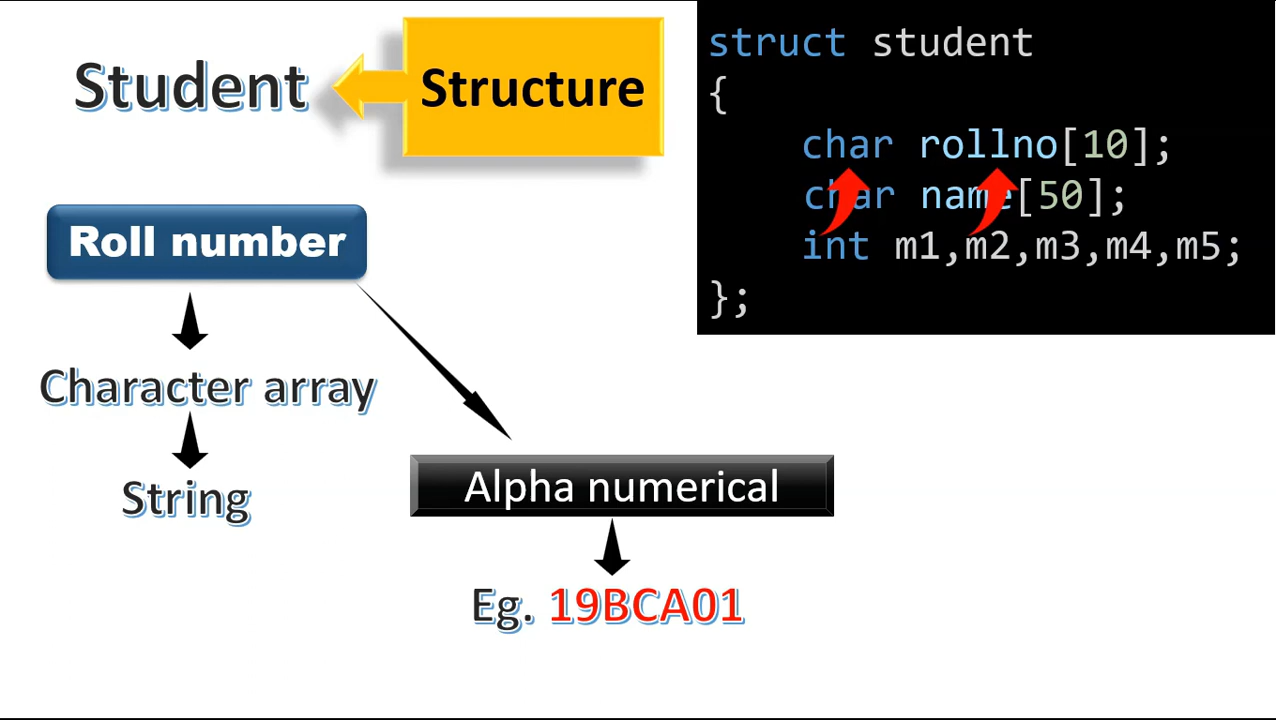 Student
Structure
Roll number
Character array
String
Alpha numerical
Eg. 19BCA01
struct student
{
char rollno[10];
char name[50];
int m1,m2,m3,m4,m5;
};